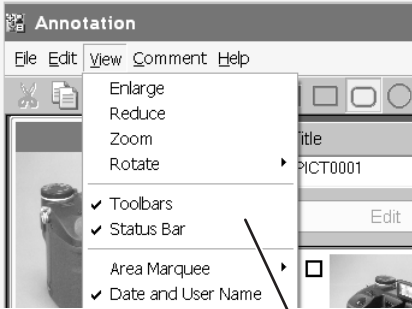 Annotation
File Edit View Comment Help
Enlarge
Reduce
Zoom
Rotate
Toolbars
Status Bar
Area Marquee
Date and User Name
itle
PICT0001
Edit